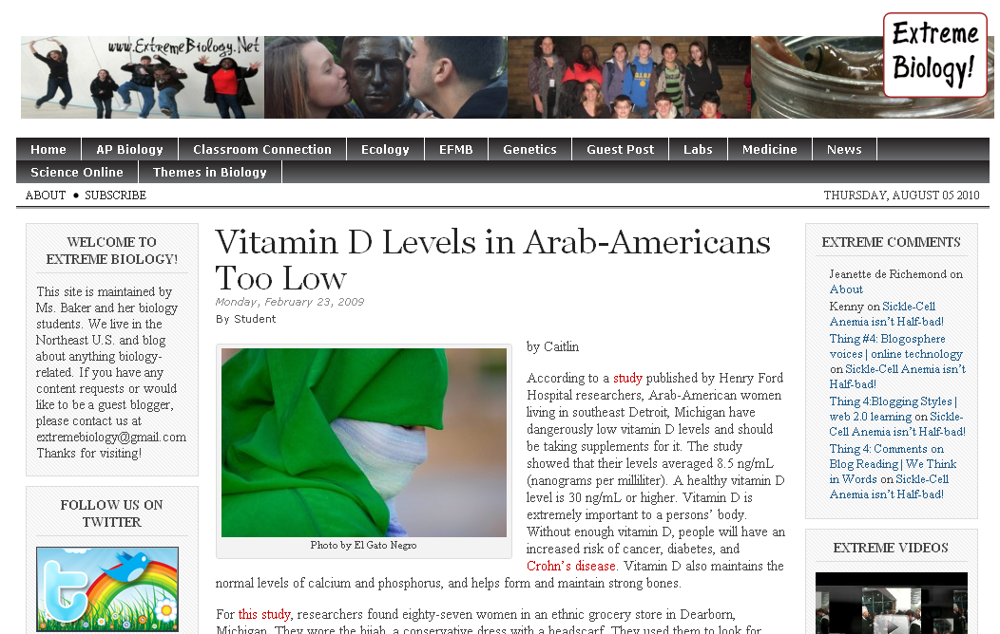 www.ExtremeBiology.Net
Extreme
Biology!
Home
AP Biology
Classroom Connection
Ecology
EFMB
Genetics
Guest Post
Labs
Medicine
News
Science Online
Themes in Biology
ABOUT • SUBSCRIBE
THURSDAY, AUGUST 05 2010
WELCOME TO
EXTREME BIOLOGY!
This site is maintained by
Ms. Baker and her biology
students. We live in the
Northeast U.S. and blog
about anything biology-
related. If you have any
content requests or would
like to be a guest blogger,
please contact us at
extremebiology@gmail.com
Thanks for visiting!
FOLLOW US ON
TWITTER
Vitamin D Levels in Arab-Americans
Too Low
Monday, February 23, 2009
By Student
Photo by El Gato Negro
by Caitlin
According to a study published by Henry Ford
Hospital researchers, Arab-American women
living in southeast Detroit, Michigan have
dangerously low vitamin D levels and should
be taking supplements for it. The study
showed that their levels averaged 8.5 ng/mL
(nanograms per milliliter). A healthy vitamin D
level is 30 ng/mL or higher. Vitamin D is
extremely important to a persons’ body.
Without enough vitamin D, people will have an
increased risk of cancer, diabetes, and
Crohn’s disease. Vitamin D also maintains the
normal levels of calcium and phosphorus, and helps form and maintain strong bones.
For this study, researchers found eighty-seven women in an ethnic grocery store in Dearborn,
Michigan. They wore the hijab, a conservative dress with a headscarf. They used them to look for
EXTREME COMMENTS
Jeanette de Richemond on
About
Kenny on Sickle-Cell
Anemia isn’t Half-bad!
Thing #4: Blogosphere
voices | online technology
on Sickle-Cell Anemia isn’t
Half-bad!
Thing 4:Blogging Styles |
web 2.0 learning on Sickle-
Cell Anemia isn’t Half-bad!
Thing 4: Comments on
Blog Reading | We Think
in Words on Sickle-Cell
Anemia isn’t Half-bad!
EXTREME VIDEOS